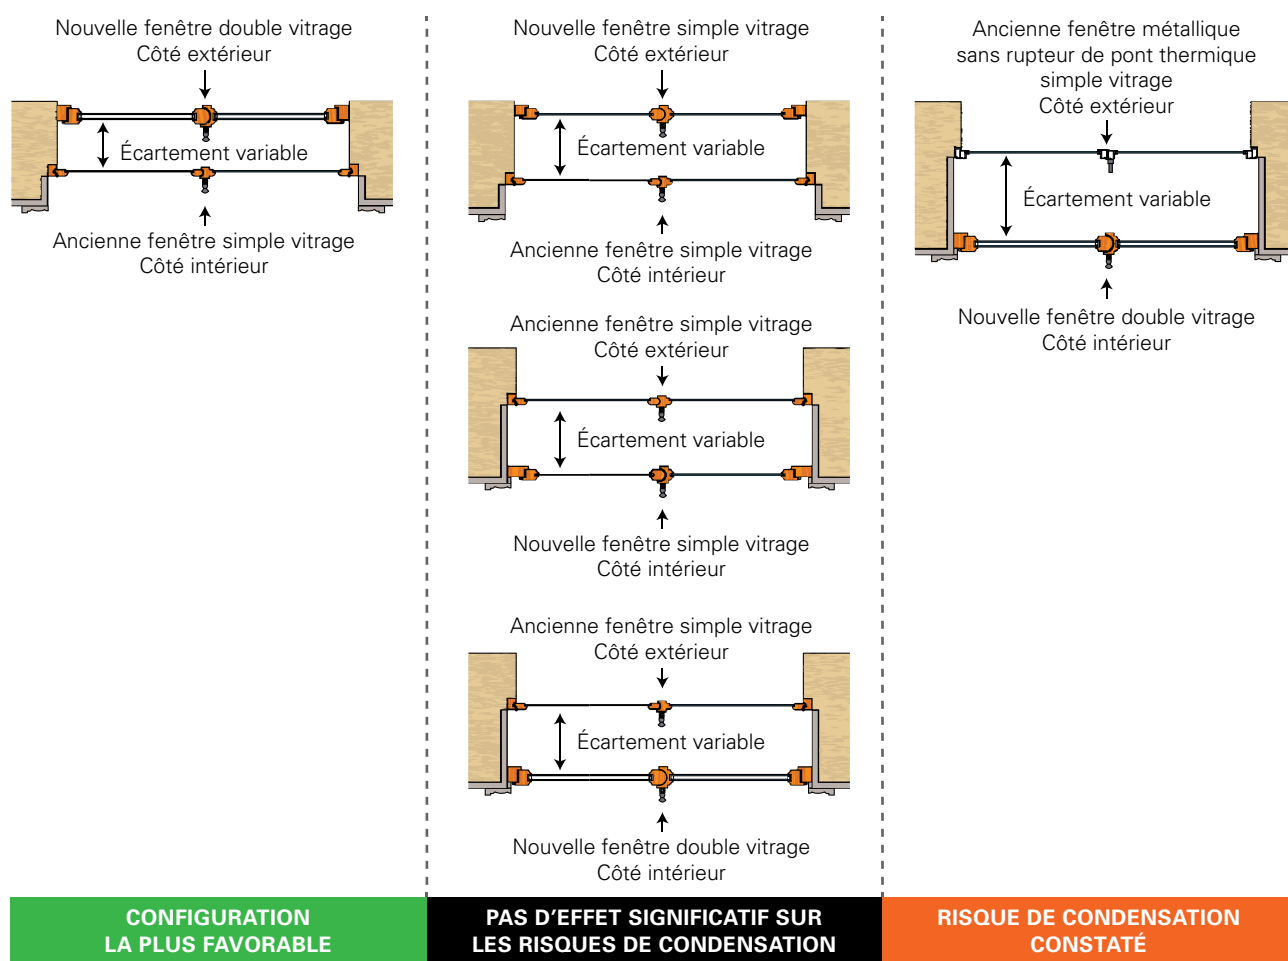 Nouvelle fenêtre double vitrage
Côté extérieur
Écartement variable
Ancienne fenêtre simple vitrage
Côté intérieur
Nouvelle fenêtre simple vitrage
Côté extérieur
Écartement variable
Ancienne fenêtre simple vitrage
Côté intérieur
Ancienne fenêtre simple vitrage
Côté extérieur
Écartement variable
Nouvelle fenêtre simple vitrage
Côté intérieur
Ancienne fenêtre simple vitrage
Côté extérieur
Écartement variable
Nouvelle fenêtre double vitrage
Côté intérieur
Ancienne fenêtre métallique
sans rupteur de pont thermique
simple vitrage
Côté extérieur
Écartement variable
Nouvelle fenêtre double vitrage
Côté intérieur
CONFIGURATION
LA PLUS FAVORABLE
PAS D’EFFET SIGNIFICATIF SUR
LES RISQUES DE CONDENSATION
RISQUE DE CONDENSATION
CONSTATÉ